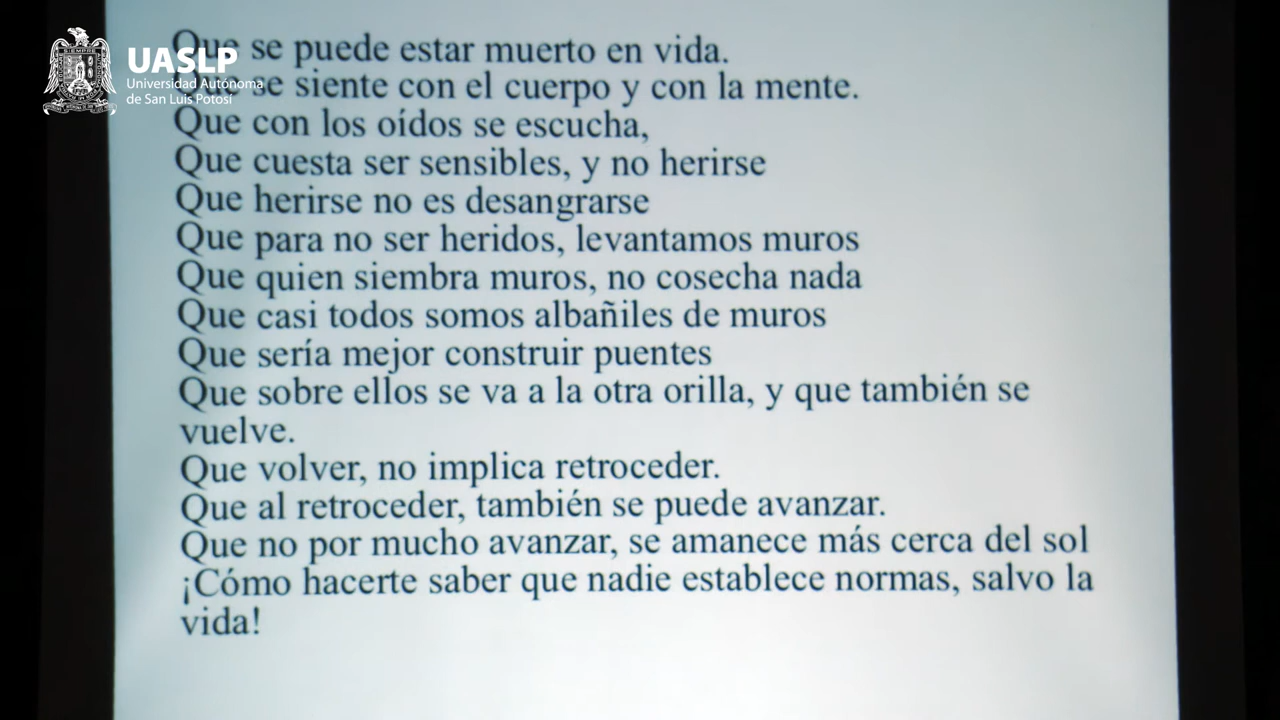 UASLP
Universidad Autónoma
de San Luis Potosí
Que se puede estar muerto en vida.
Que se siente con el cuerpo y con la mente.
Que con los oídos se escucha,
Que cuesta ser sensibles, y no herirse
Que herirse no es desangrarse
Que para no ser heridos, levantamos muros
Que quien siembra muros, no cosecha nada
Que casi todos somos albañiles de muros
Que sería mejor construir puentes
Que sobre ellos se va a la otra orilla, y que también se
vuelve.
Que volver, no implica retroceder.
Que al retroceder, también se puede avanzar.
Que no por mucho avanzar, se amanece más cerca del sol
¡Cómo hacerte saber que nadie establece normas, salvo la
vida!